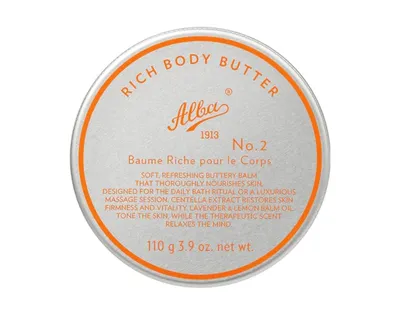 RICH BODY BUTTER
Alba®
1913
No.2
Baume Riche pour le Corps
SOFT, REFRESHING BUTTERY BALM
THAT THOROUGHLY NOURISHES SKIN,
DESIGNED FOR THE DAILY BATH RITUAL OR A LUXURIOUS
MASSAGE SESSION. CENTELLA EXTRACT RESTORES SKIN
FIRMNESS AND VITALITY, LAVENDER & LEMON BALM OIL
TONE THE SKIN, WHILE THE THERAPEUTIC SCENT
RELAXES THE MIND.
110 g 3.9 oz. net wt.